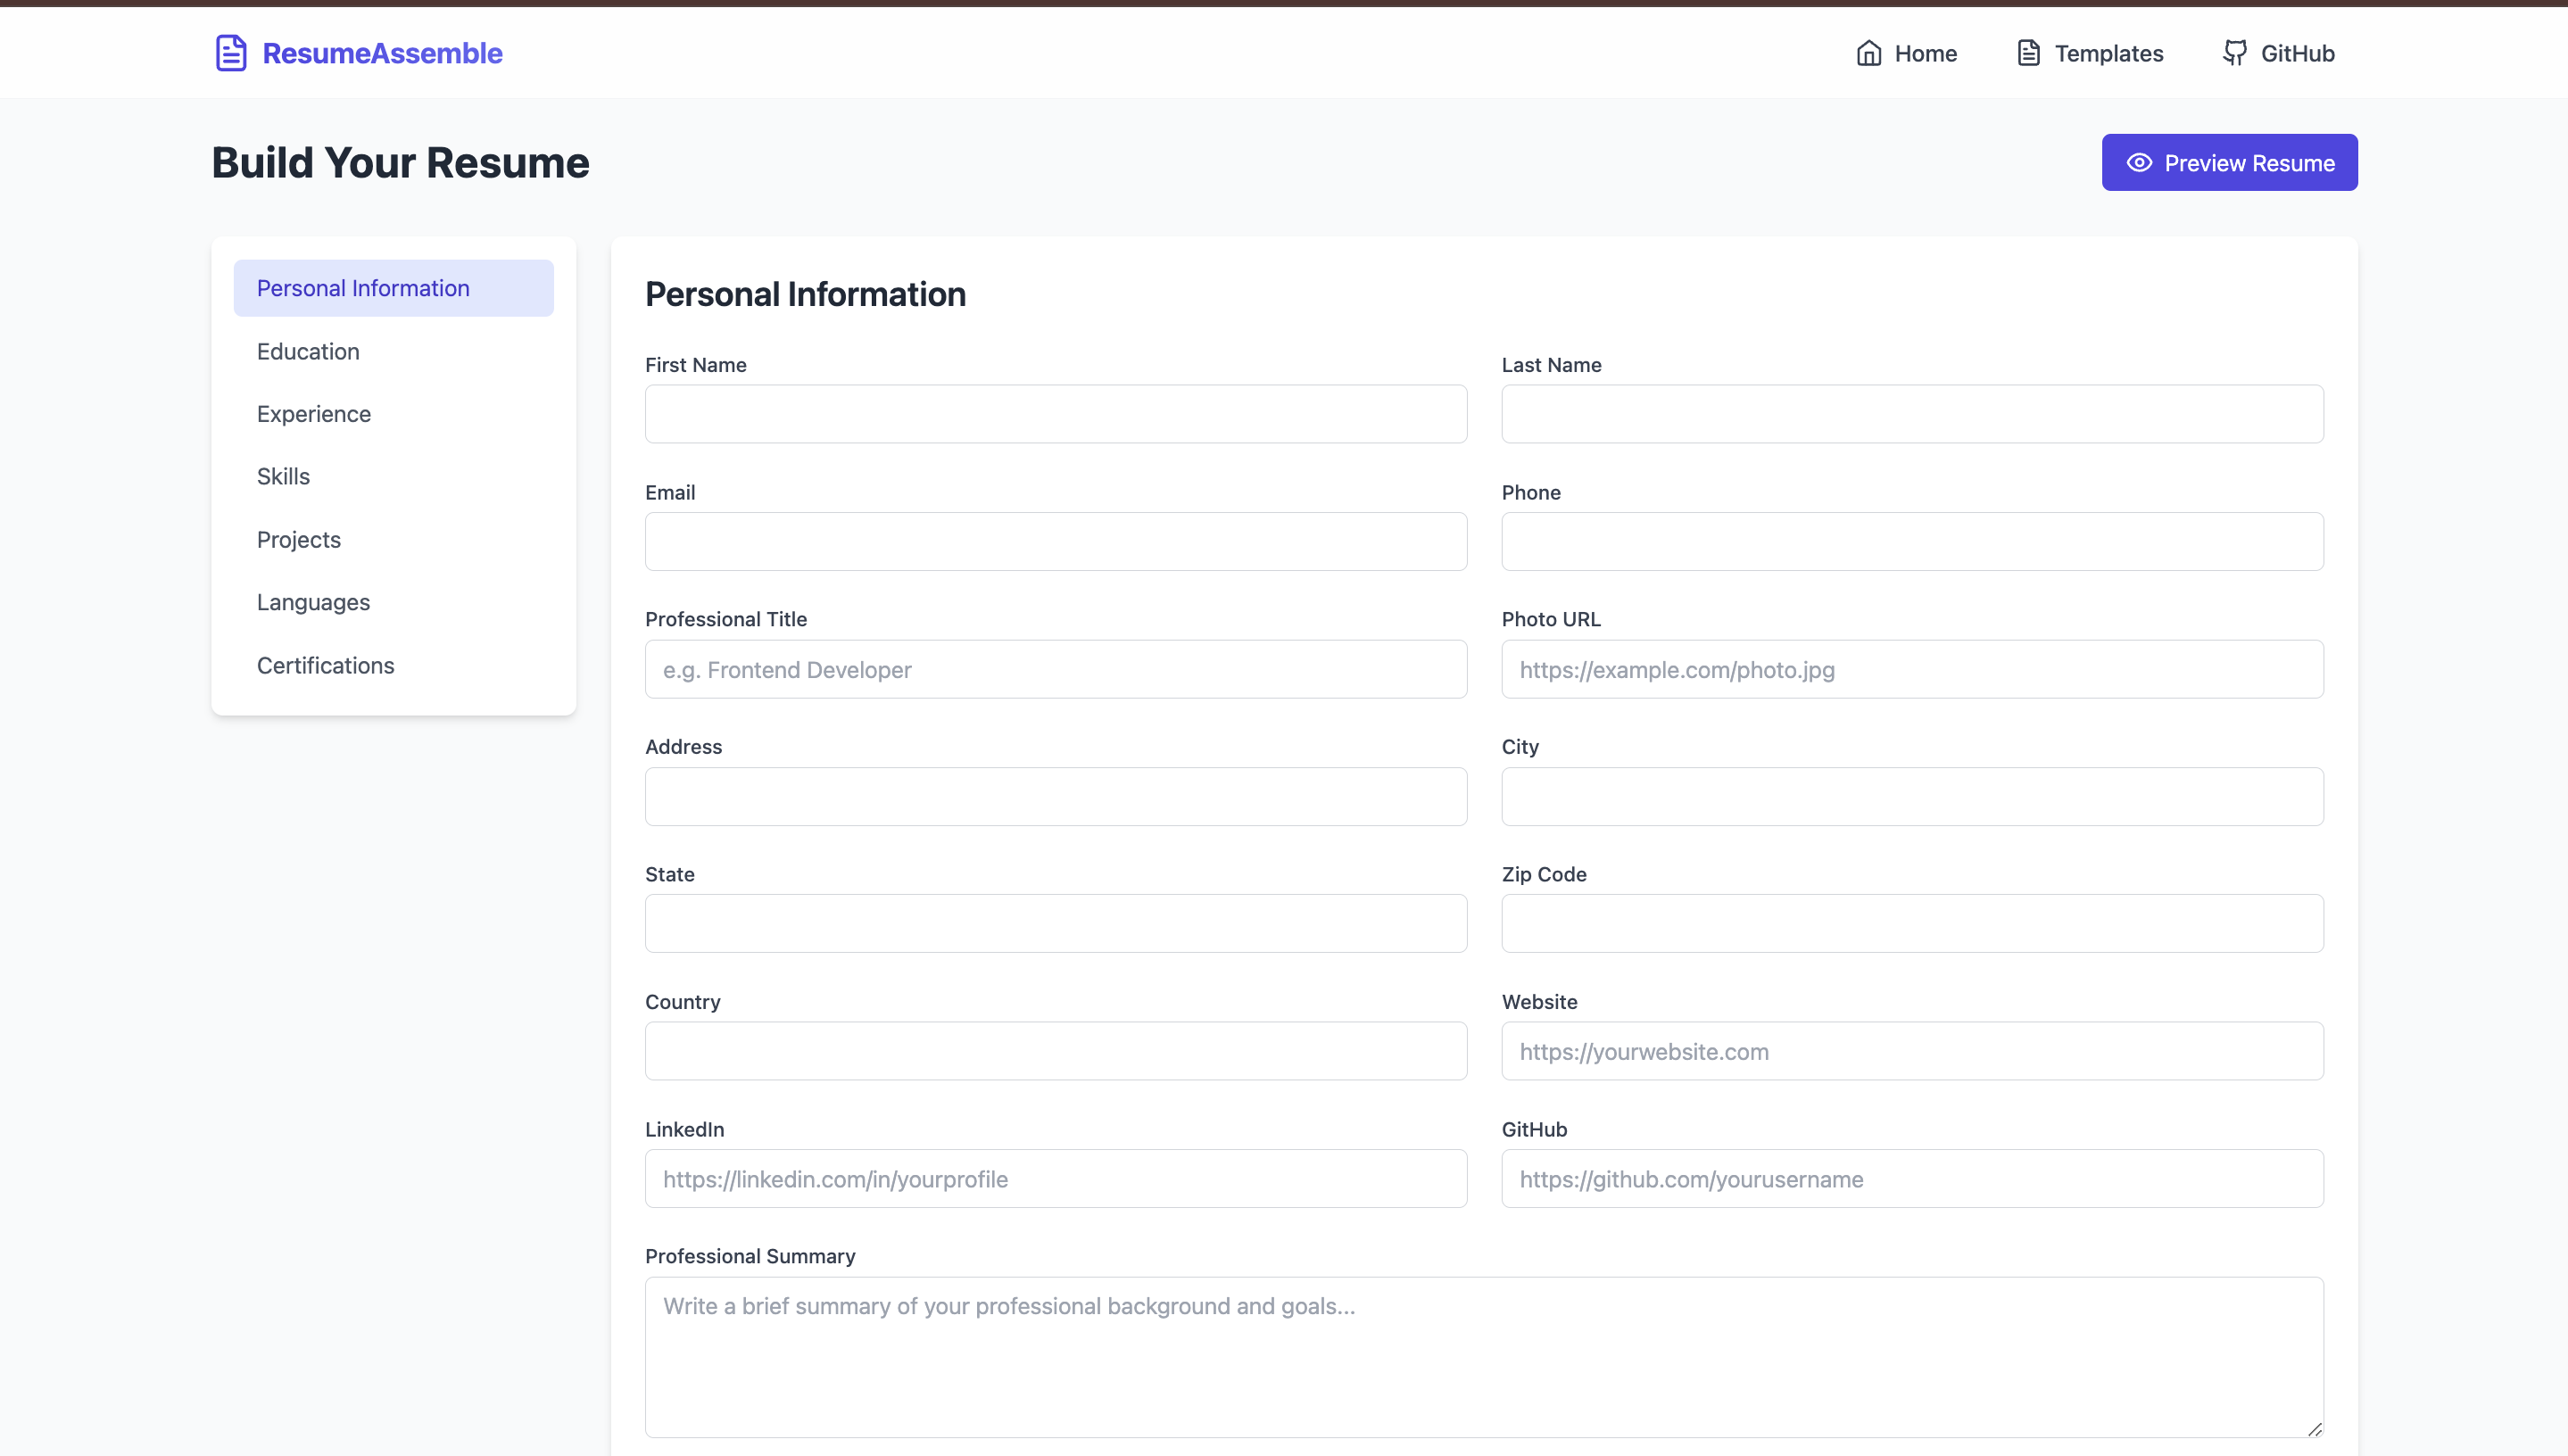 ResumeAssemble
Home
Templates
GitHub
Build Your Resume
Preview Resume
Personal Information
Education
Experience
Skills
Projects
Languages
Certifications
Personal Information
First Name
Last Name
Email
Phone
Professional Title
Photo URL
e.g. Frontend Developer
https://example.com/photo.jpg
Address
City
State
Zip Code
Country
Website
https://yourwebsite.com
LinkedIn
GitHub
https://linkedin.com/in/yourprofile
https://github.com/yourusername
Professional Summary
Write a brief summary of your professional background and goals...